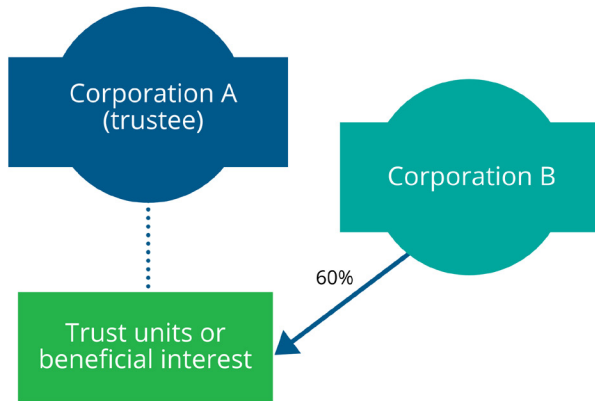 Corporation A
(trustee)
Corporation B
60%
Trust units or
beneficial interest